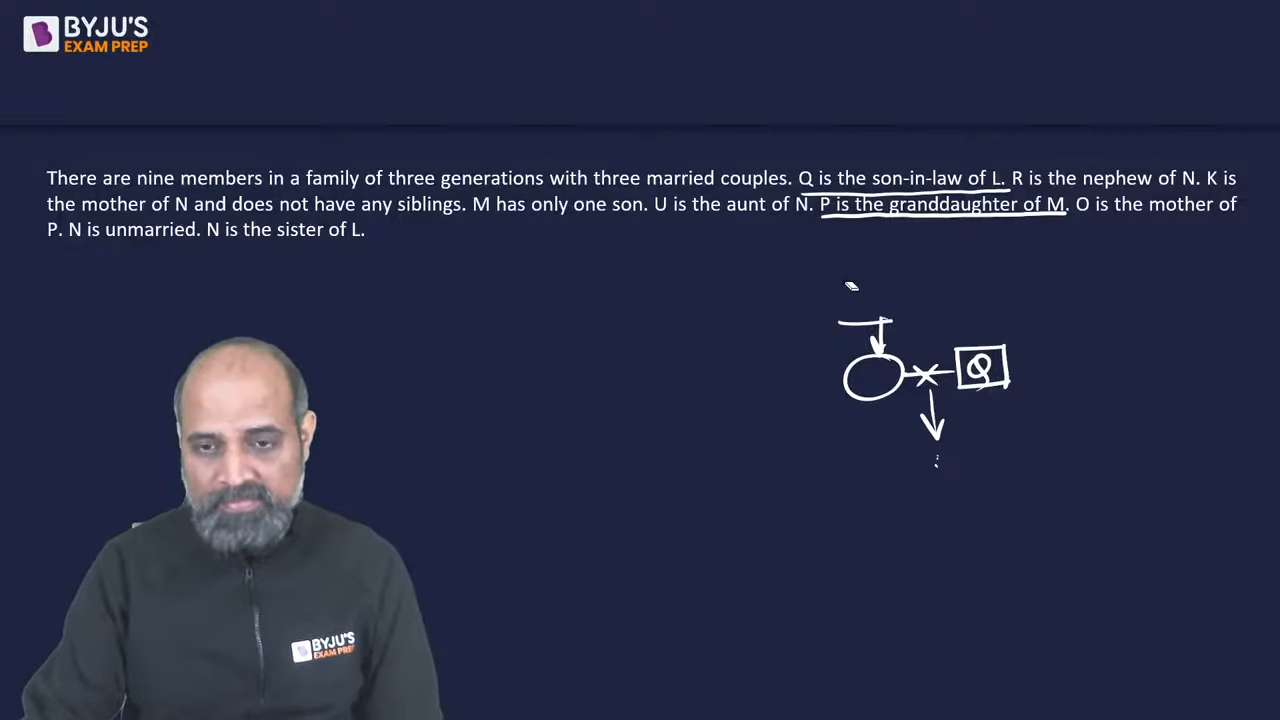 BYJU'S
EXAM PREP
There are nine members in a family of three generations with three married couples. Q is the son-in-law of L. R is the nephew of N. K is
the mother of N and does not have any siblings. M has only one son. U is the aunt of N. P is the granddaughter of M. O is the mother of
P. N is unmarried. N is the sister of L.
Q
BYJU'S
EXAM PREP